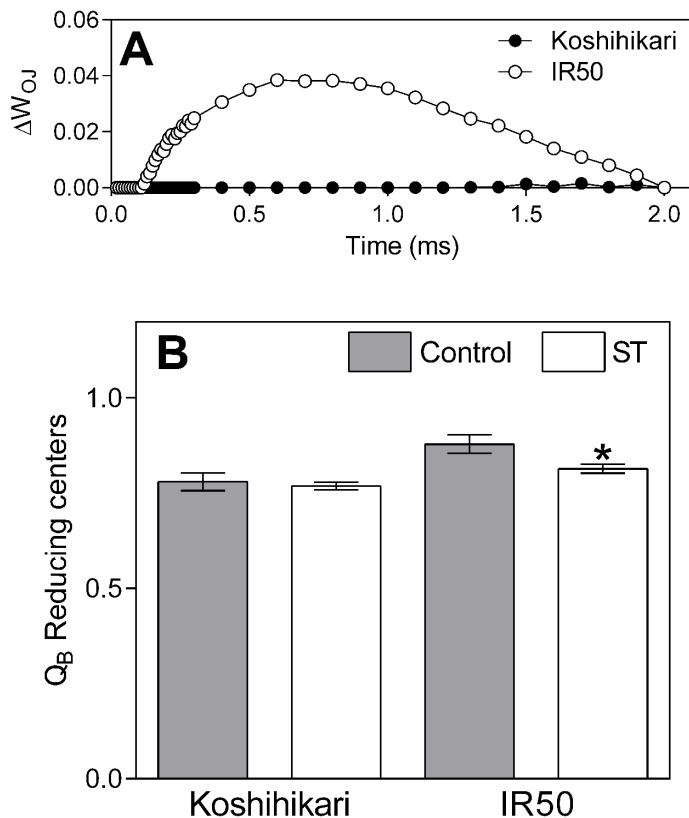 A
Koshihikari
IR50
ΔW_OJ
0.06
0.04
0.02
0.00
0.0 0.5 1.0 1.5 2.0
Time (ms)
B
Control ST
Q_B Reducing centers
1.0
*
0.5
0.0
Koshihikari IR50